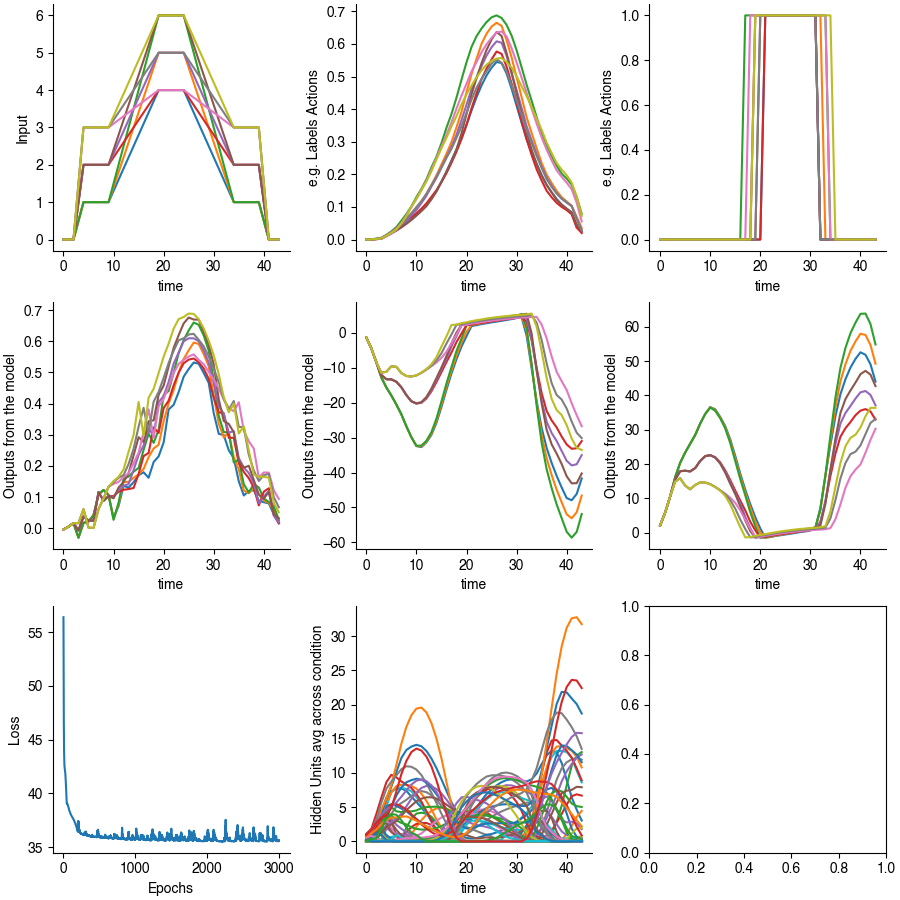 6
5
4
3
2
1
0
Input
0 10 20 30 40
time
0.7
0.6
0.5
0.4
0.3
0.2
0.1
0.0
e.g. Labels Actions
0 10 20 30 40
time
1.0
0.8
0.6
0.4
0.2
0.0
e.g. Labels Actions
0 20 40
time
0.7
0.6
0.5
0.4
0.3
0.2
0.1
0.0
Outputs from the model
0 10 20 30 40
time
0
−10
−20
−30
−40
−50
−60
Outputs from the model
0 10 20 30 40
time
60
50
40
30
20
10
0
Outputs from the model
0 10 20 30 40
time
55
50
45
40
35
Loss
0 1000 2000 3000
Epochs
30
25
20
15
10
5
0
Hidden Units avg across condition
0 10 20 30 40
time
1.0
0.8
0.6
0.4
0.2
0.0
0.0 0.2 0.4 0.6 0.8 1.0